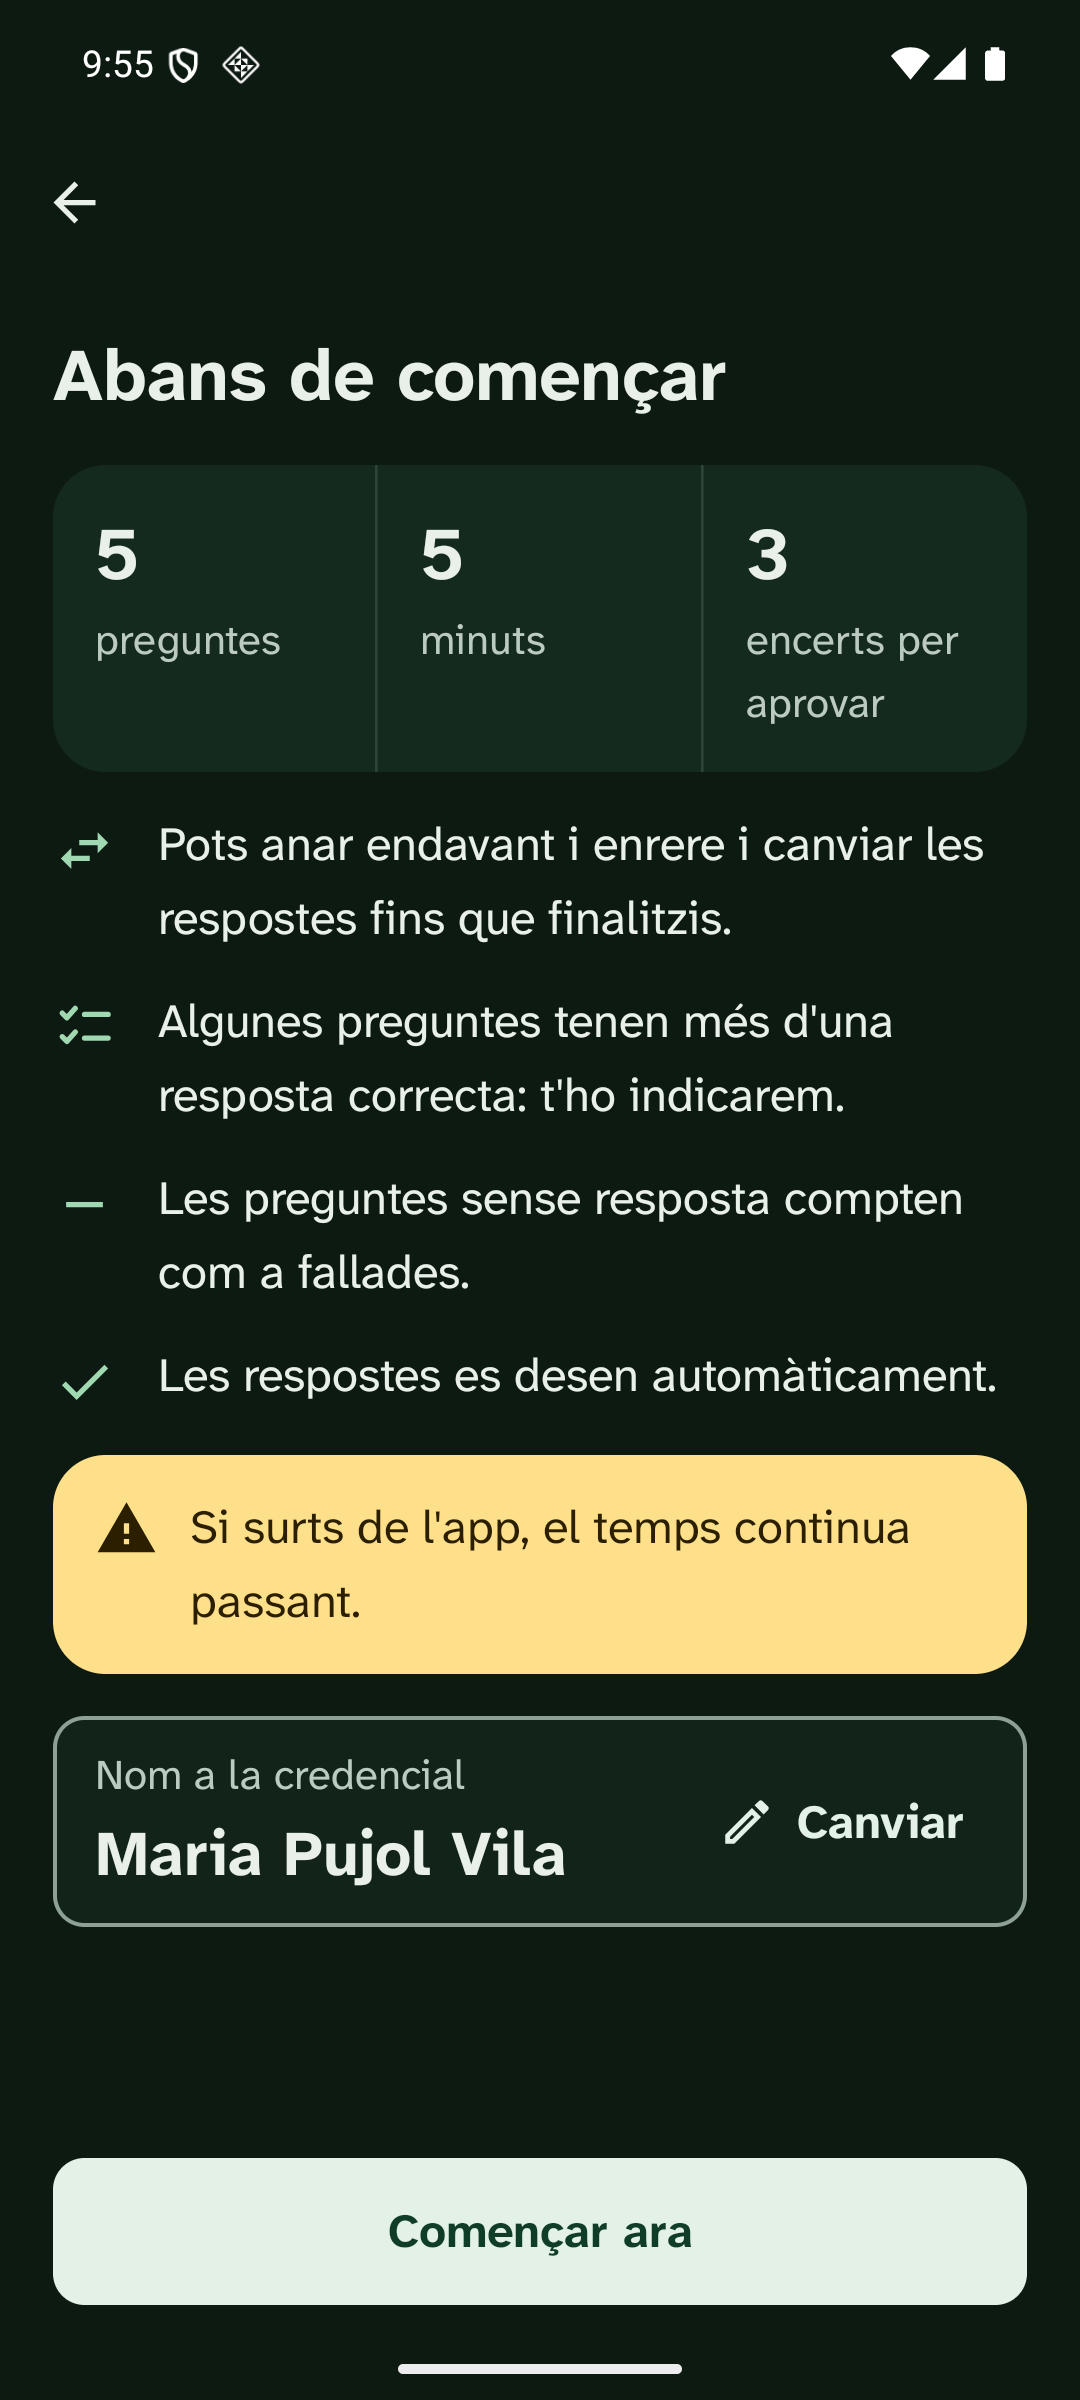 9:55
Abans de començar
5
preguntes
5
minuts
3
encerts per
aprovar
Pots anar endavant i enrere i canviar les
respostes fins que finalitzis.
Algunes preguntes tenen més d'una
resposta correcta: t'ho indicarem.
Les preguntes sense resposta compten
com a fallades.
Les respostes es desen automàticament.
Si surts de l'app, el temps continua
passant.
Nom a la credencial
Maria Pujol Vila
Canviar
Començar ara